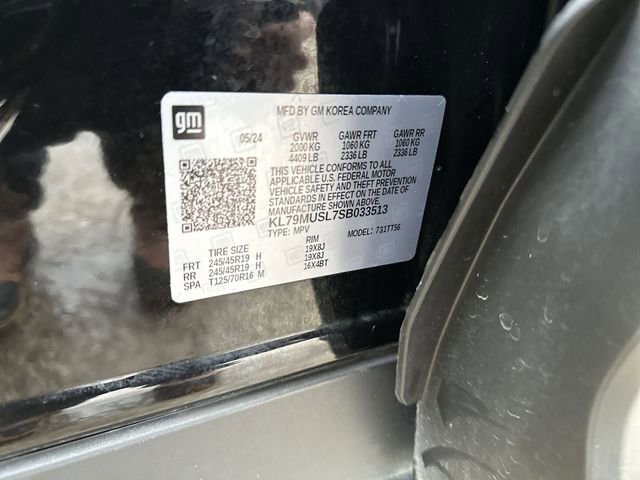 gm
MFD BY GM KOREA COMPANY
05/24 GVWR GAWR FRT GAWR RR
2000 KG 1060 KG 1060 KG
4409 LB 2336 LB 2336 LB
THIS VEHICLE CONFORMS TO ALL
APPLICABLE U.S. FEDERAL MOTOR
VEHICLE SAFETY AND THEFT PREVENTION
STANDARDS IN EFFECT ON THE DATE OF
MANUFACTURE SHOWN ABOVE.
KL79MUSL7SB033513
TYPE: MPV MODEL: 731TT56
TIRE SIZE RIM
FRT 245/45R19 H 19X8J
RR 245/45R19 H 19X8J
SPA T125/70R16 M 16X4BT